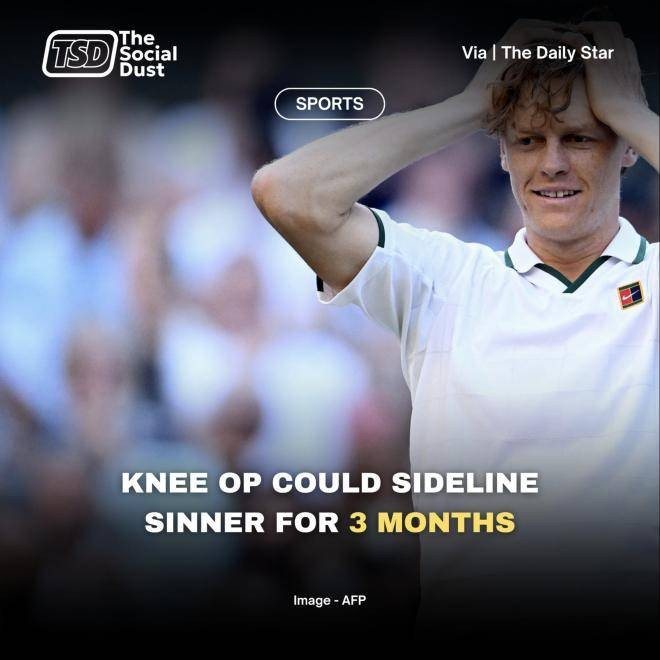 TSD
The
Social
Dust
Via | The Daily Star
SPORTS
KNEE OP COULD SIDELINE
SINNER FOR 3 MONTHS
Image - AFP